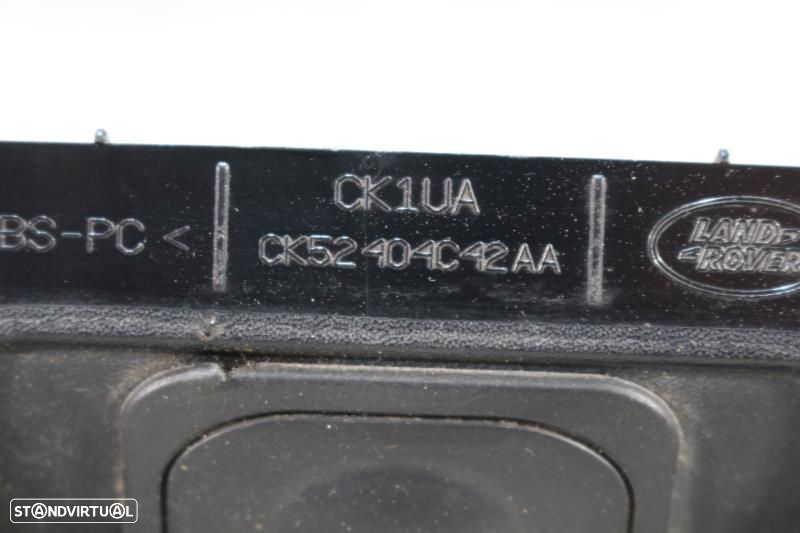 CK1UA
BS-PC <
CK52404C42AA
LAND
ROVER
STANDVIRTUAL